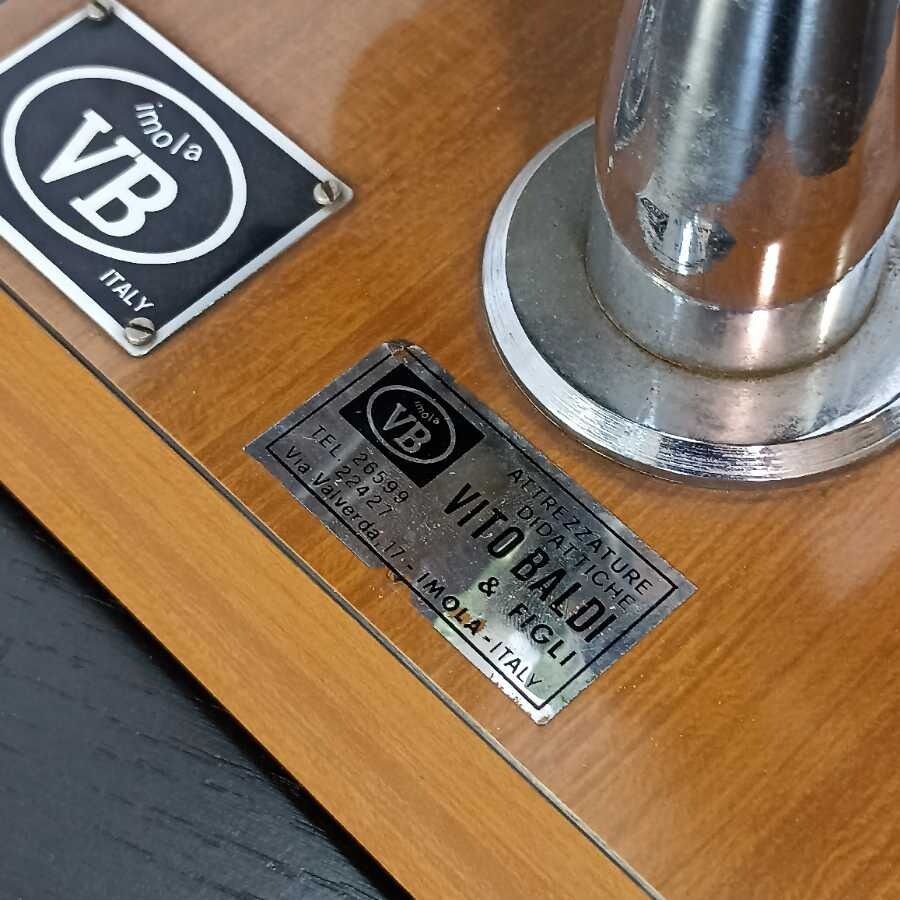 imola
VB
ITALY
imola
VB
TEL. 26599
22427
Via Valverda, 17 - IMOLA - ITALY
ATTREZZATURE
DIDATTICHE
VITO BALDI
& FIGLI